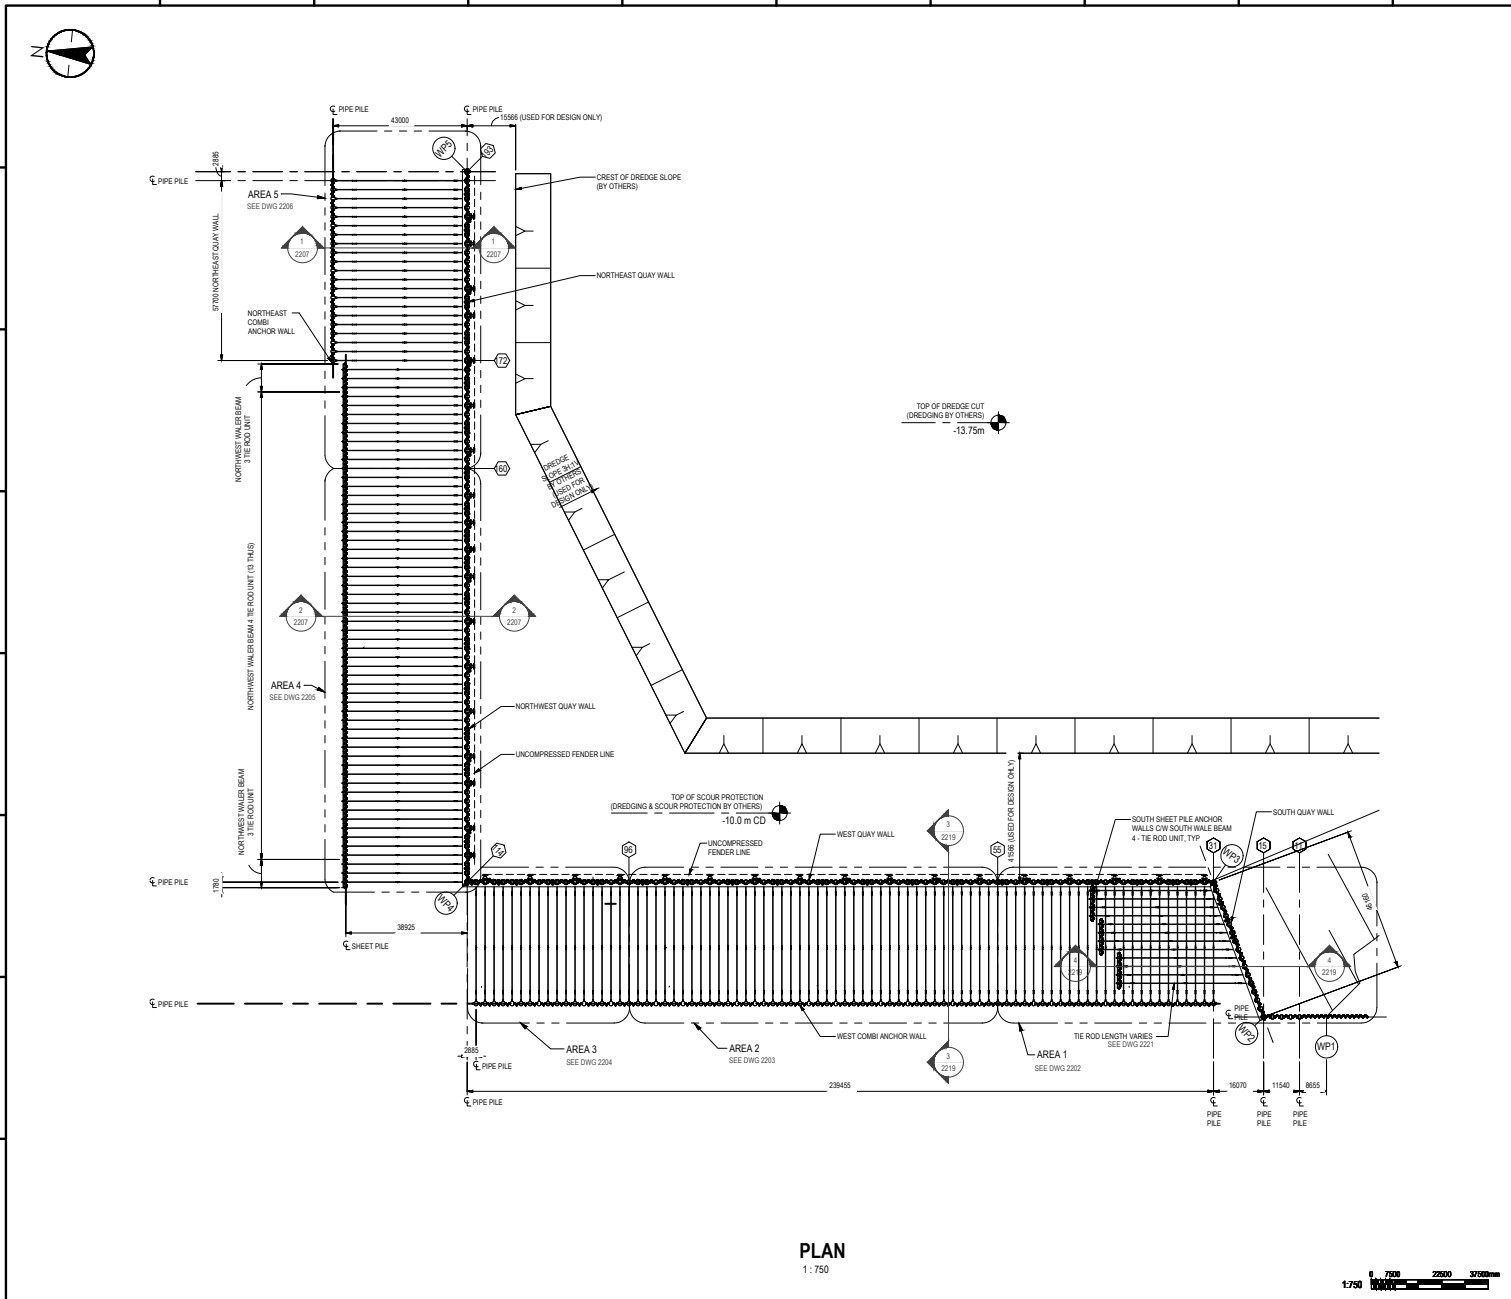 N
℄ PIPE PILE
℄ PIPE PILE
43000
15566 (USED FOR DESIGN ONLY)
WP5
93
2885
℄ PIPE PILE
CREST OF DREDGE SLOPE
(BY OTHERS)
AREA 5
SEE DWG 2206
57700 NORTHEAST QUAY WALL
1
2207
1
2207
NORTHEAST QUAY WALL
NORTHEAST
COMBI
ANCHOR WALL
72
NORTHWEST WALER BEAM
3 TIE ROD UNIT
TOP OF DREDGE CUT
(DREDGING BY OTHERS)
-13.75m
60
DREDGE
SLOPE 3H:1V
BY OTHERS
(USED FOR
DESIGN ONLY)
NORTHWEST WALER BEAM 4 TIE ROD UNIT (13 THUS)
2
2207
2
2207
AREA 4
SEE DWG 2205
NORTHWEST QUAY WALL
UNCOMPRESSED FENDER LINE
NORTHWEST WALER BEAM
3 TIE ROD UNIT
TOP OF SCOUR PROTECTION
(DREDGING & SCOUR PROTECTION BY OTHERS)
-10.0 m CD
41566 (USED FOR DESIGN ONLY)
3
2219
WEST QUAY WALL
UNCOMPRESSED
FENDER LINE
SOUTH SHEET PILE ANCHOR
WALLS C/W SOUTH WALE BEAM
4 - TIE ROD UNIT, TYP
SOUTH QUAY WALL
114
96
55
31
WP3
15
11
℄ PIPE PILE
1780
WP4
45160
38925
℄ SHEET PILE
4
2219
4
2219
℄ PIPE PILE
℄ PIPE
PILE
WP2
WP1
WEST COMBI ANCHOR WALL
TIE ROD LENGTH VARIES
SEE DWG 2221
2885
℄ PIPE PILE
AREA 3
SEE DWG 2204
AREA 2
SEE DWG 2203
3
2219
AREA 1
SEE DWG 2202
239455
16070
11540
8655
℄ PIPE PILE
℄
PIPE
PILE
℄
PIPE
PILE
℄
PIPE
PILE
PLAN
1 : 750
1:750
0 7500 22500 37500mm